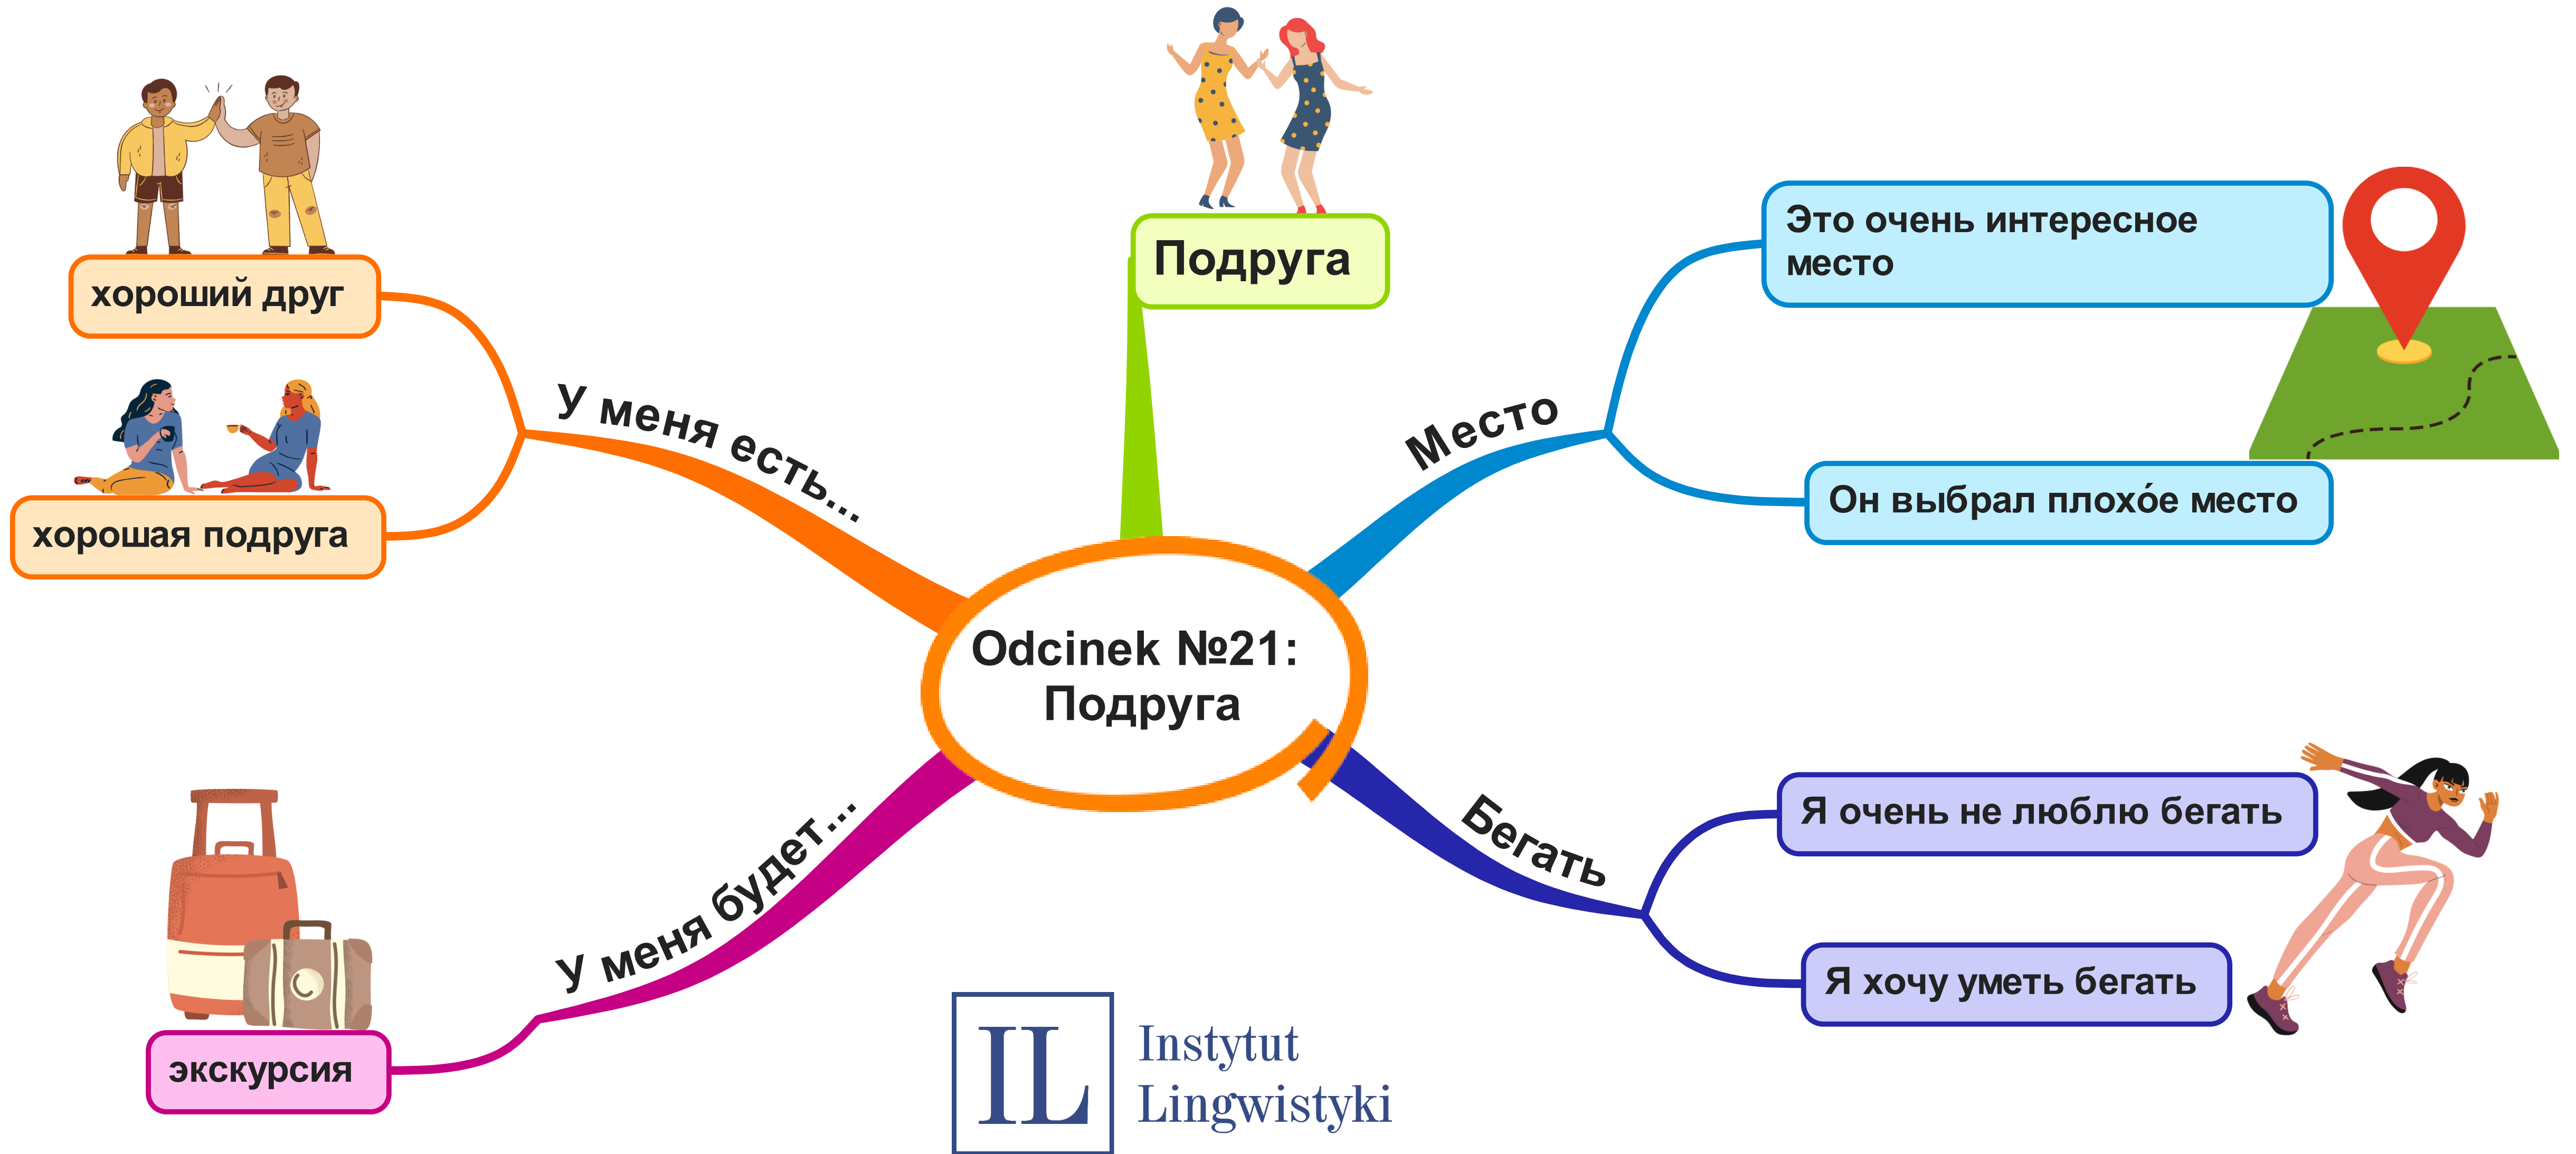 Подруга
Это очень интересное
место
хороший друг
У меня есть...
Место
Он выбрал плохо́е место
хорошая подруга
Odcinek №21:
Подруга
Я очень не люблю бегать
Бегать
У меня будет...
Я хочу уметь бегать
экскурсия
IL
Instytut
Lingwistyki